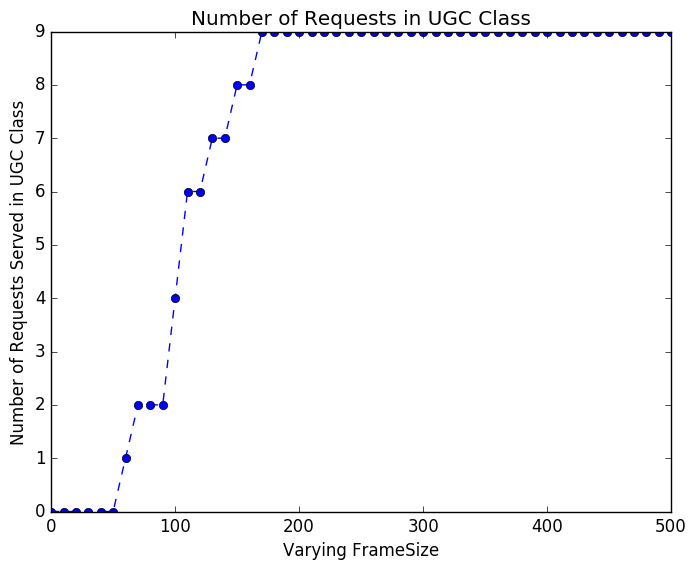 Number of Requests in UGC Class
9
8
7
6
5
4
3
2
1
0
Number of Requests Served in UGC Class
0 100 200 300 400 500
Varying FrameSize